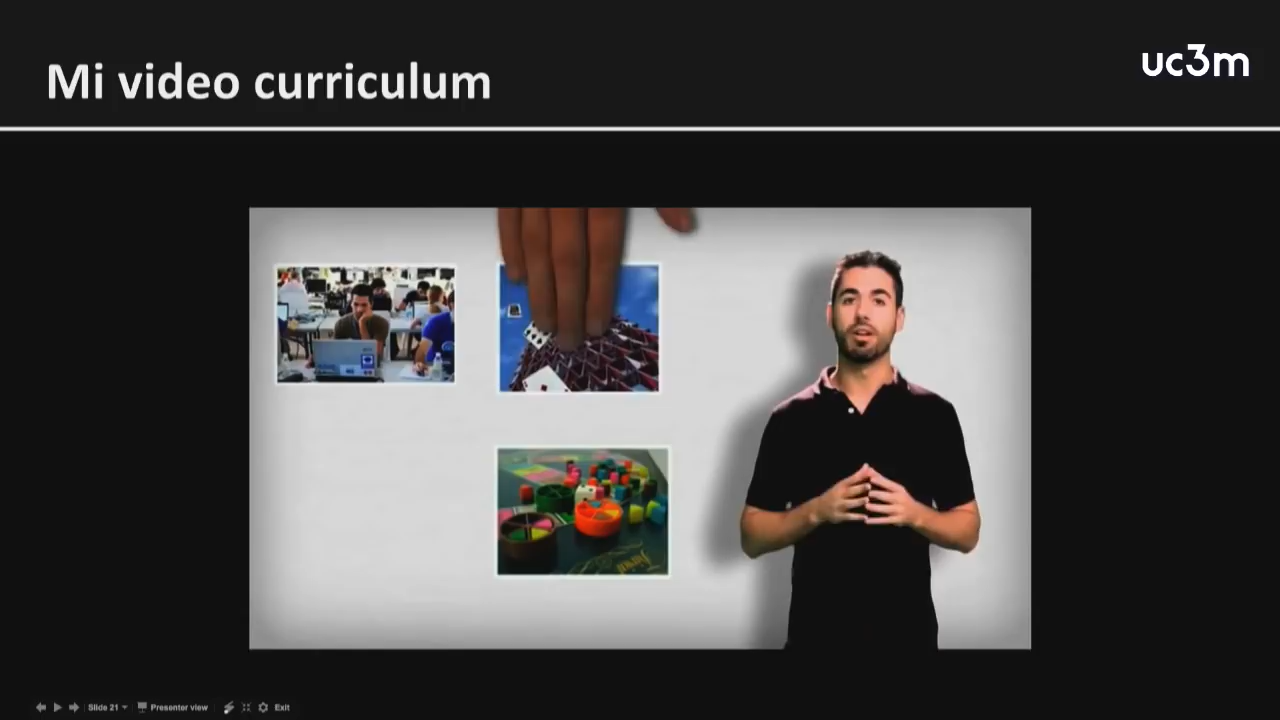 Mi video curriculum
uc3m
Slide 21
Presenter view
Exit